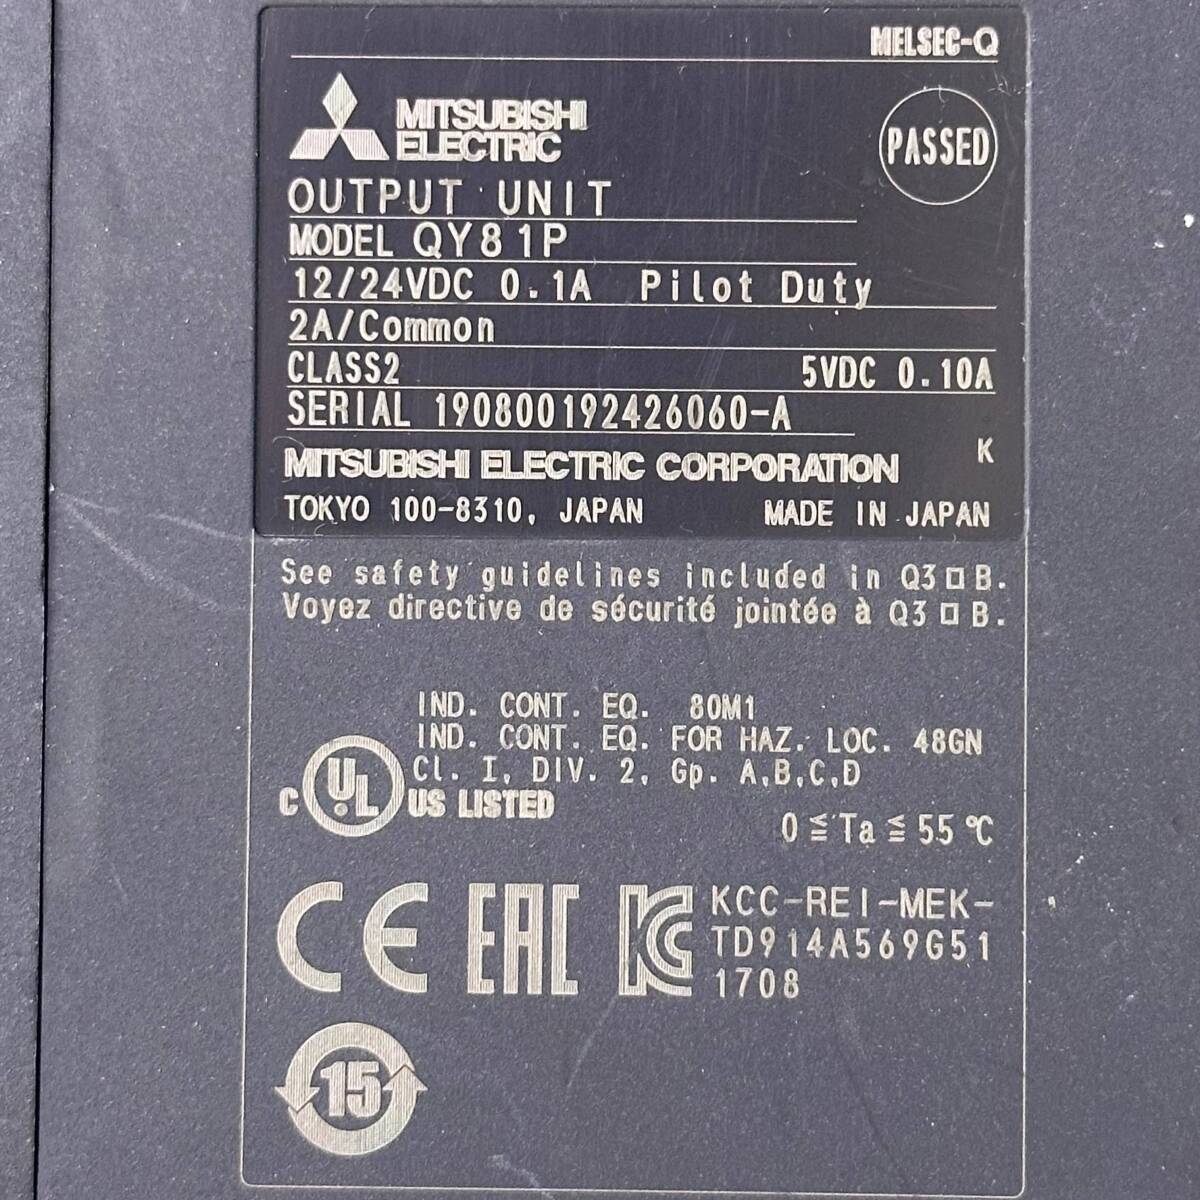 MELSEC-Q
MITSUBISHI
ELECTRIC
PASSED
OUTPUT UNIT
MODEL QY81P
12/24VDC 0.1A Pilot Duty
2A/Common
CLASS2 5VDC 0.10A
SERIAL 190800192426060-A
K
MITSUBISHI ELECTRIC CORPORATION
TOKYO 100-8310, JAPAN MADE IN JAPAN
See safety guidelines included in Q3□B.
Voyez directive de sécurité jointée à Q3□B.
IND. CONT. EQ. 80M1
IND. CONT. EQ. FOR HAZ. LOC. 48GN
Cl. I, DIV. 2, Gp. A,B,C,D
C UL US LISTED
0≦Ta≦55℃
CE EAC KC KCC-REI-MEK-
TD914A569G51
1708
15